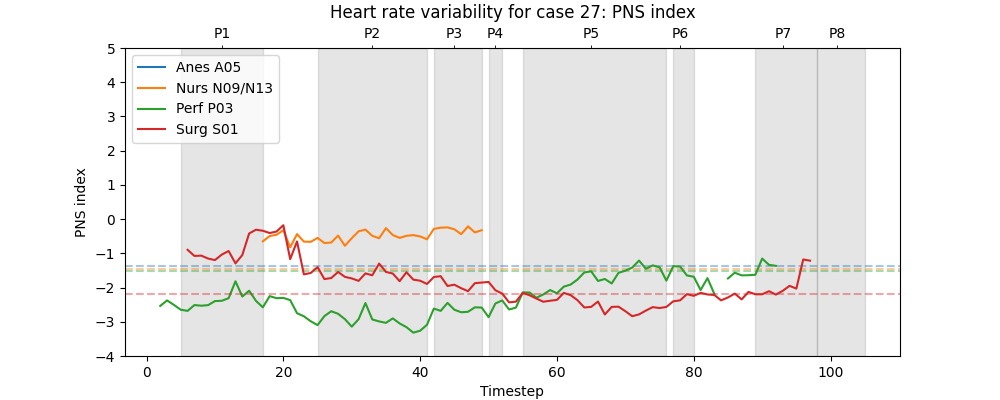 Heart rate variability for case 27: PNS index
P1 P2 P3 P4 P5 P6 P7 P8
5
4
3
2
1
0
−1
−2
−3
−4
PNS index
Anes A05
Nurs N09/N13
Perf P03
Surg S01
0 20 40 60 80 100
Timestep